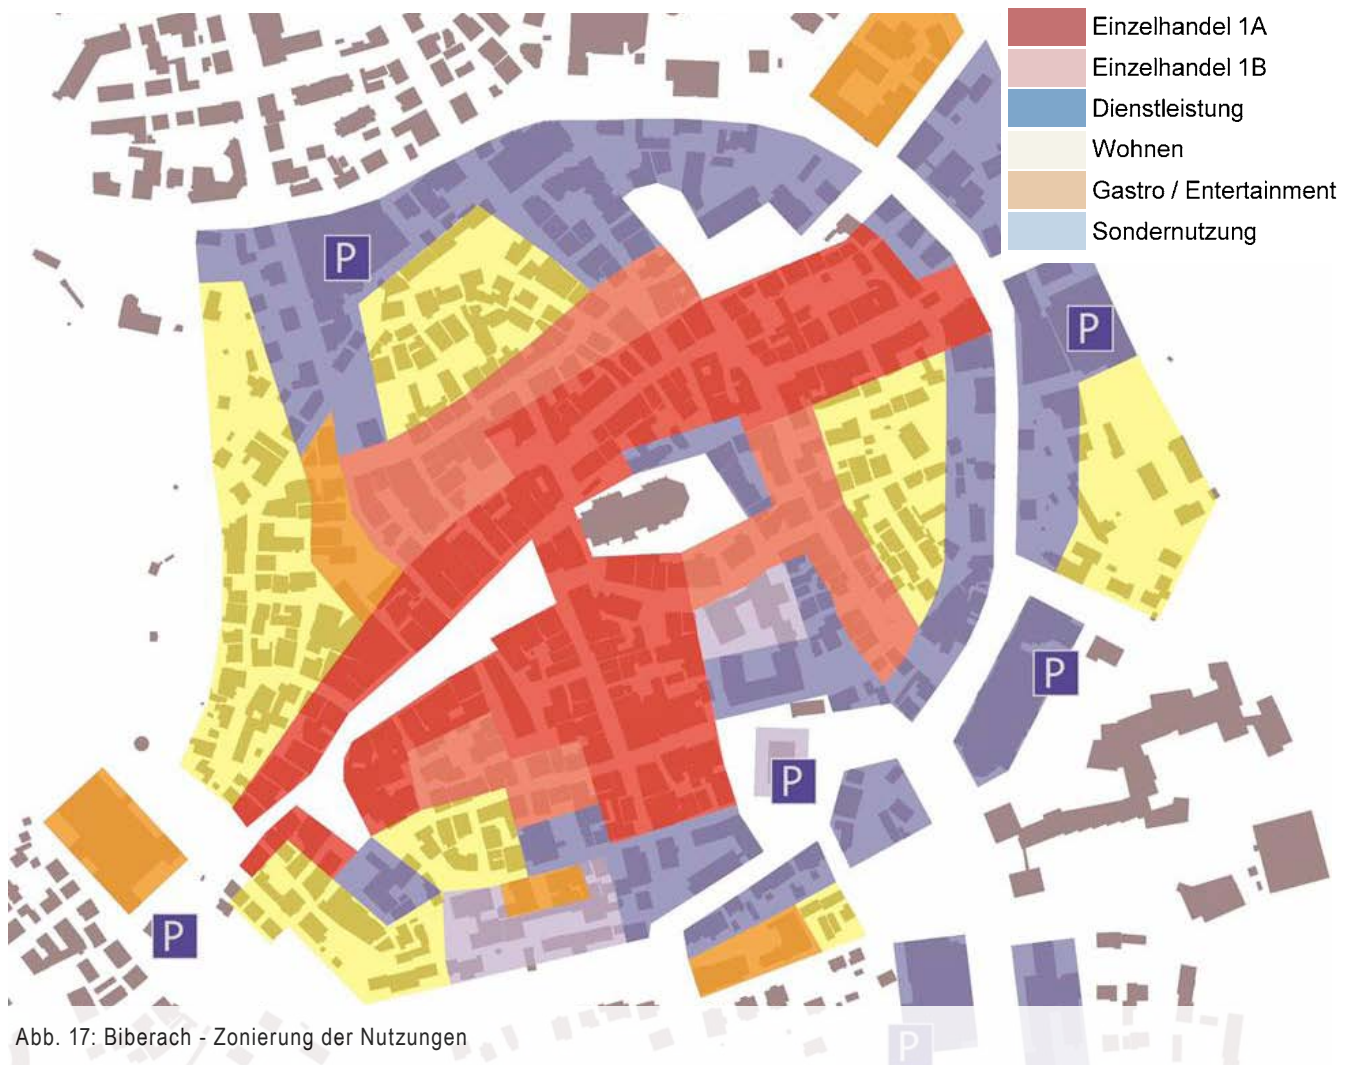 Einzelhandel 1A
Einzelhandel 1B
Dienstleistung
Wohnen
Gastro / Entertainment
Sondernutzung
P
P
P
P
P
P
Abb. 17: Biberach - Zonierung der Nutzungen